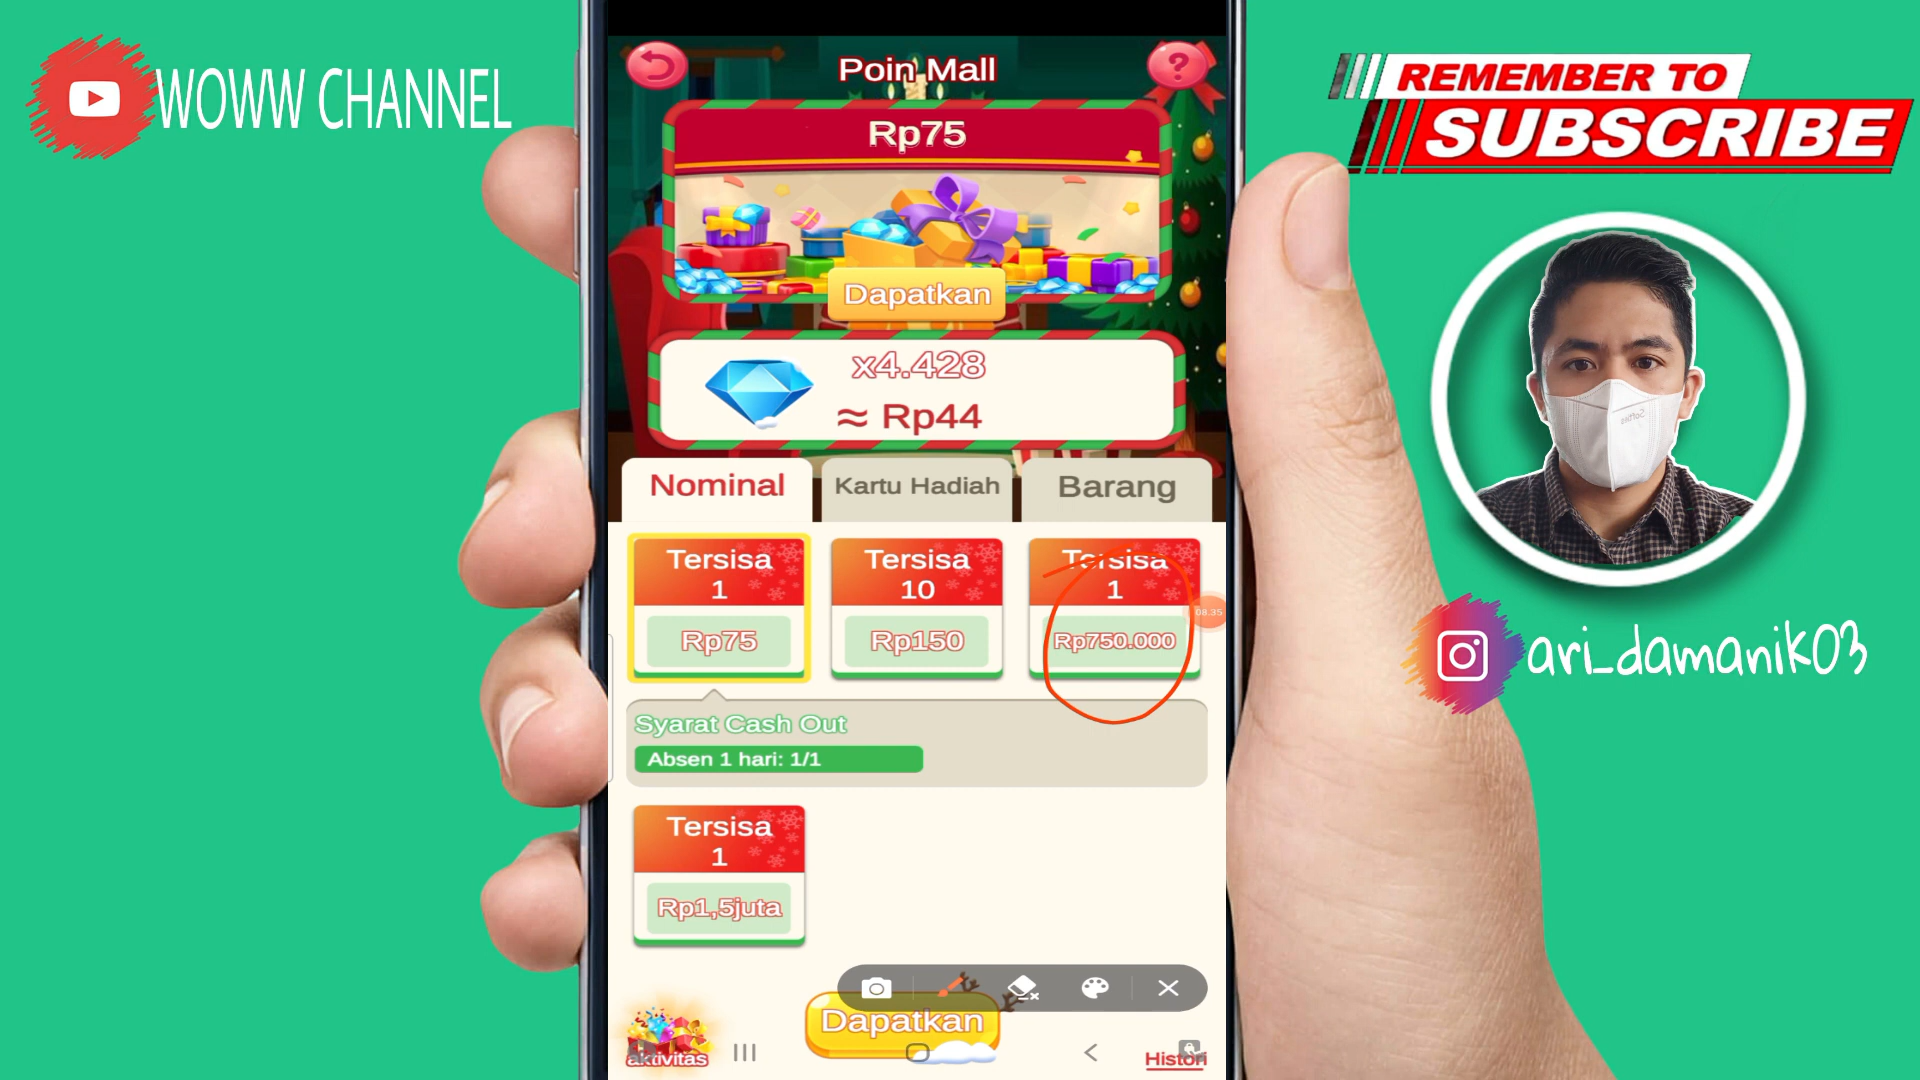 WOWW CHANNEL
REMEMBER TO
SUBSCRIBE
Poin Mall
?
Rp75
Dapatkan
x4.428
≈ Rp44
Nominal
Kartu Hadiah
Barang
Tersisa
1
Rp75
Tersisa
10
Rp150
Tersisa
1
Rp750.000
08.35
Syarat Cash Out
Absen 1 hari: 1/1
Tersisa
1
Rp1,5juta
Dapatkan
aktivitas
Histori
ari_damanik03